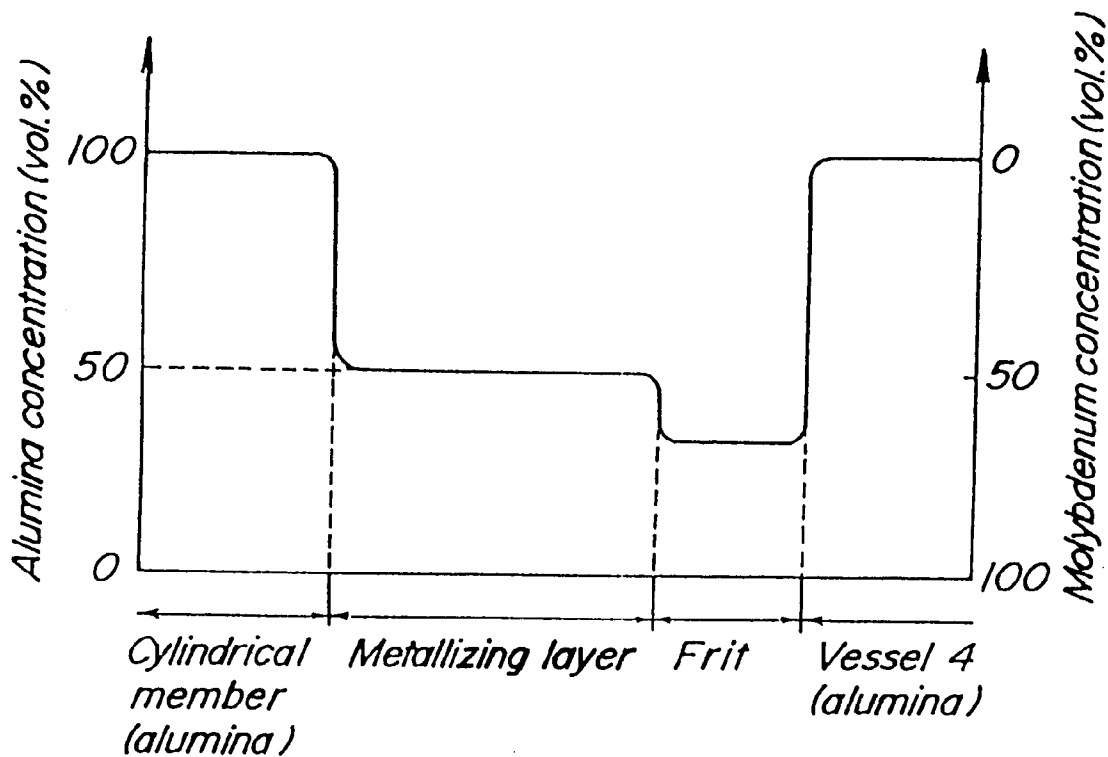 Alumina concentration (vol.%)
100
50
0
Molybdenum concentration (vol.%)
0
50
100
Cylindrical
member
(alumina)
Metallizing layer
Frit
Vessel 4
(alumina)